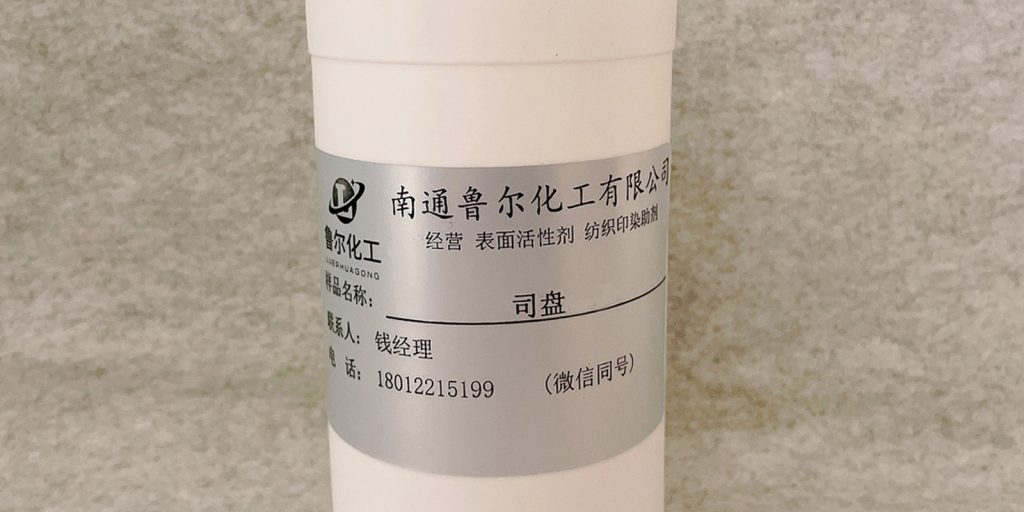 南通鲁尔化工有限公司
经营 表面活性剂 纺织印染助剂
鲁尔化工
LUERHUAGONG
样品名称：
司盘
联系人：钱经理
电 话：18012215199 （微信同号）